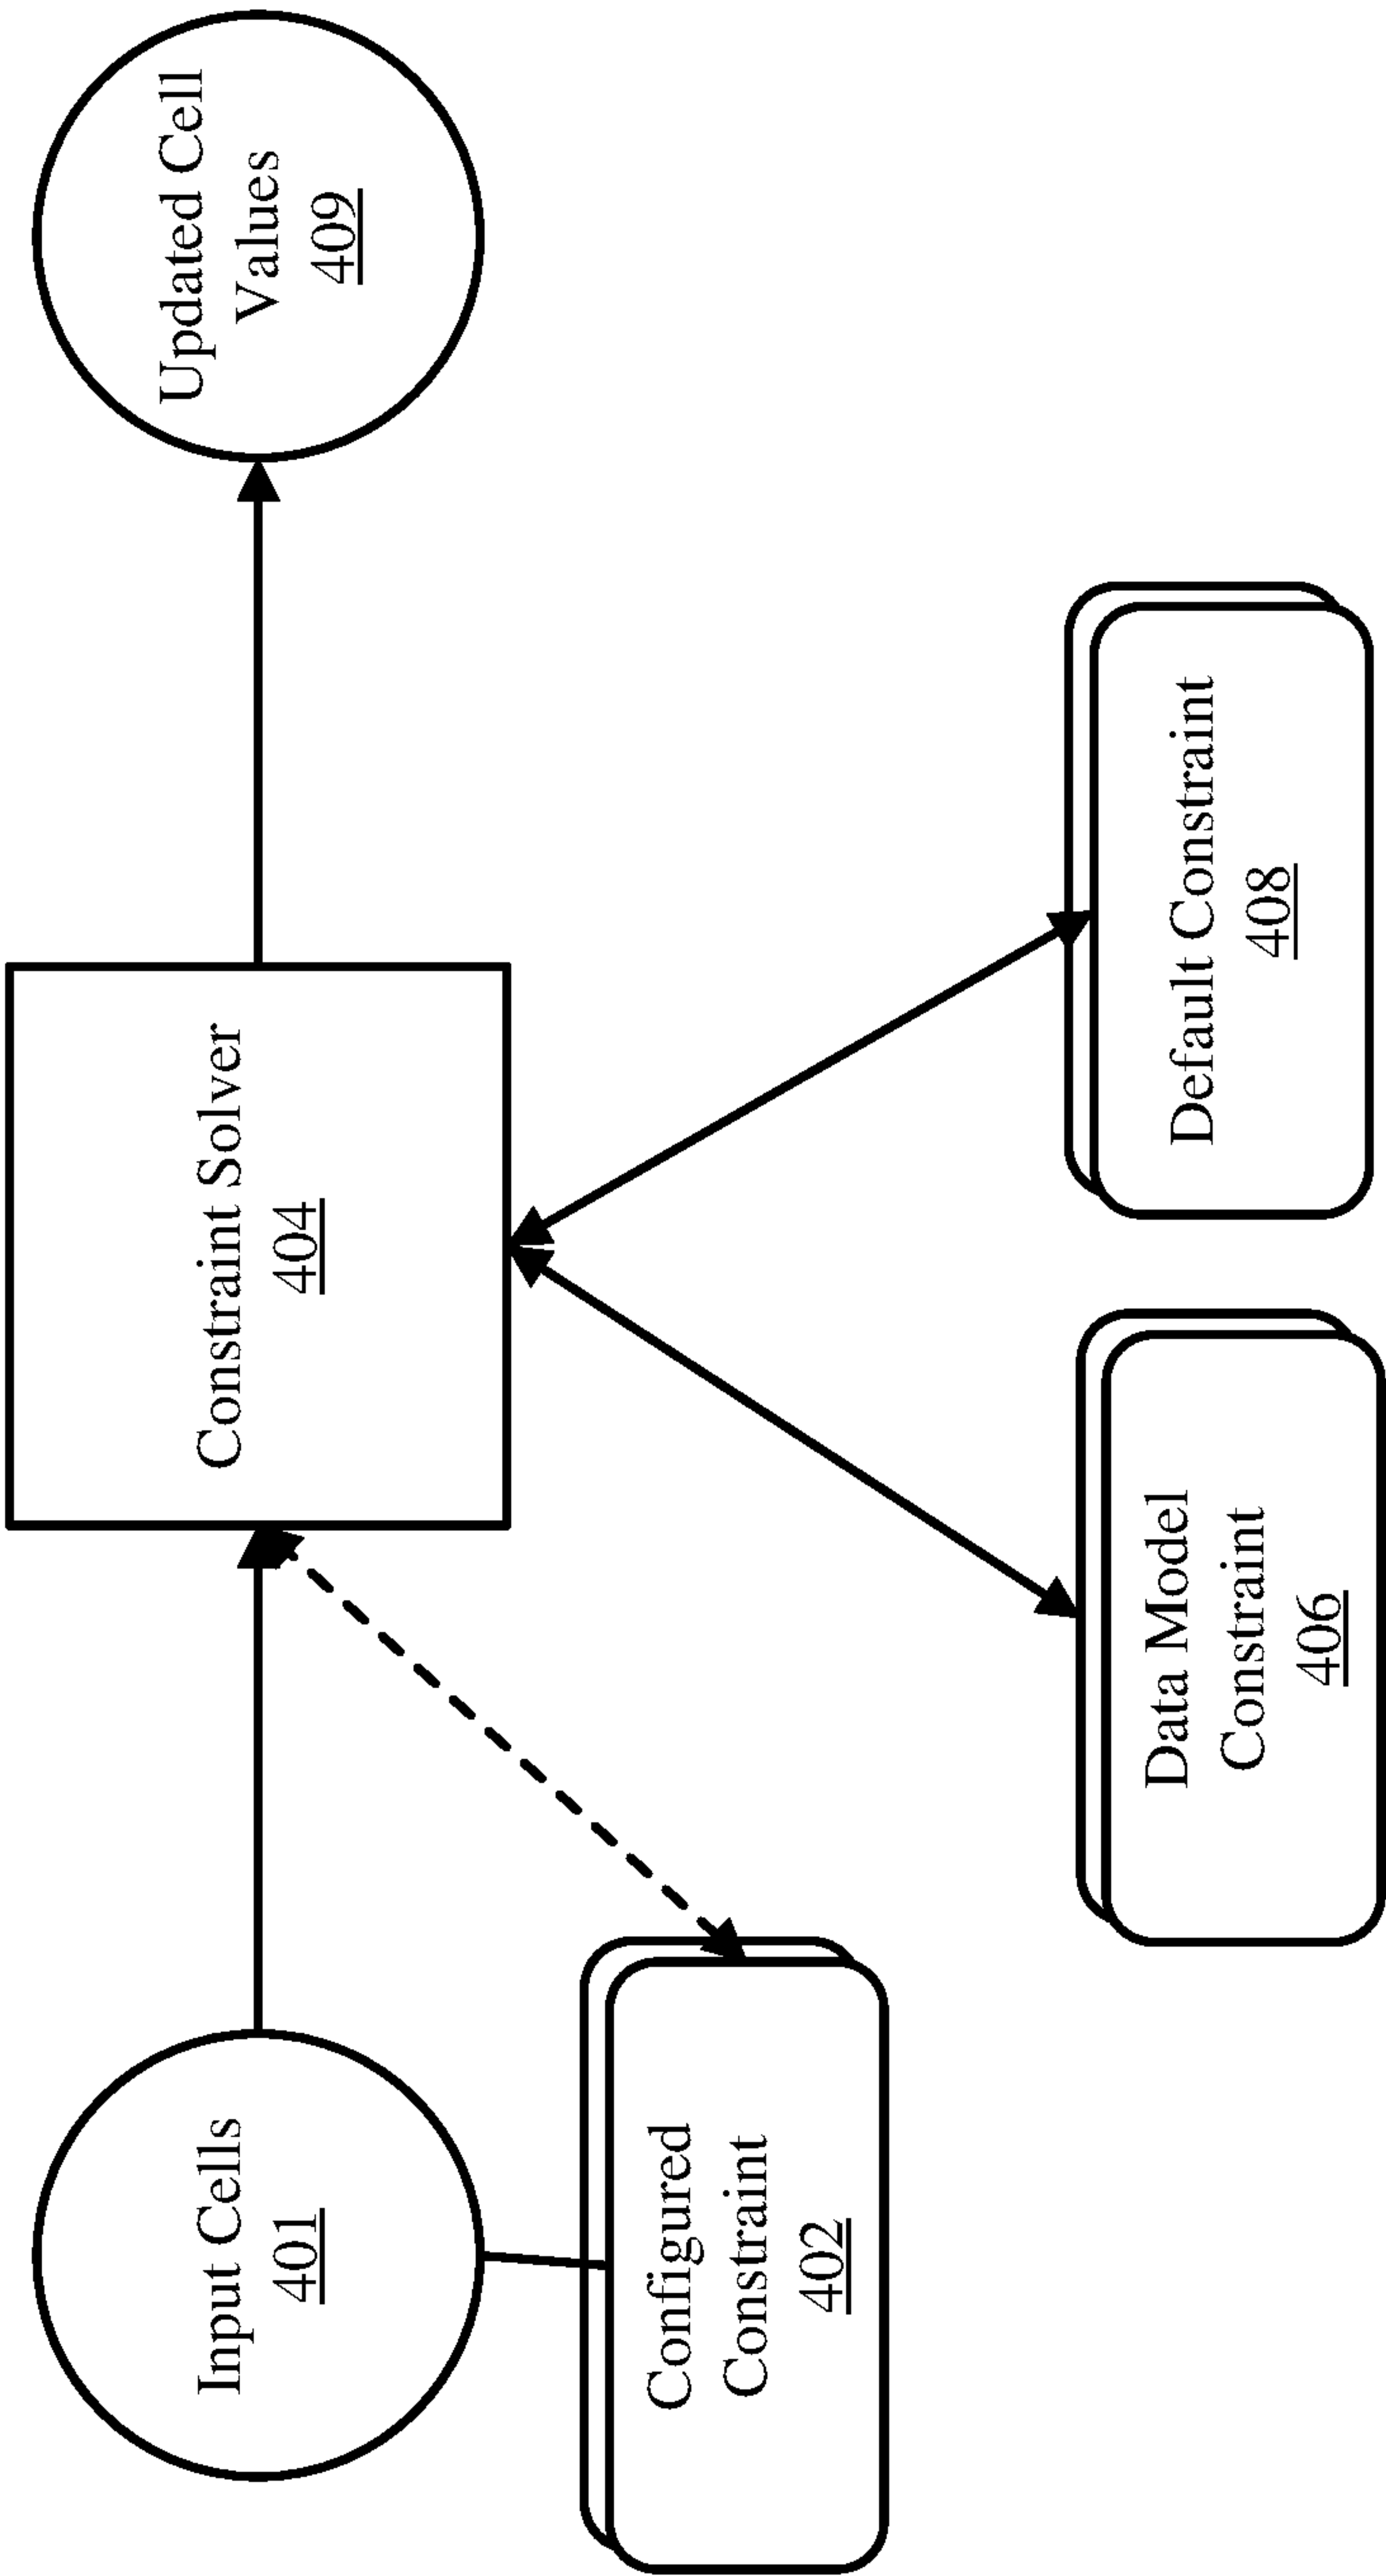 Input Cells
401
Constraint Solver
404
Updated Cell
Values
409
Configured
Constraint
402
Data Model
Constraint
406
Default Constraint
408